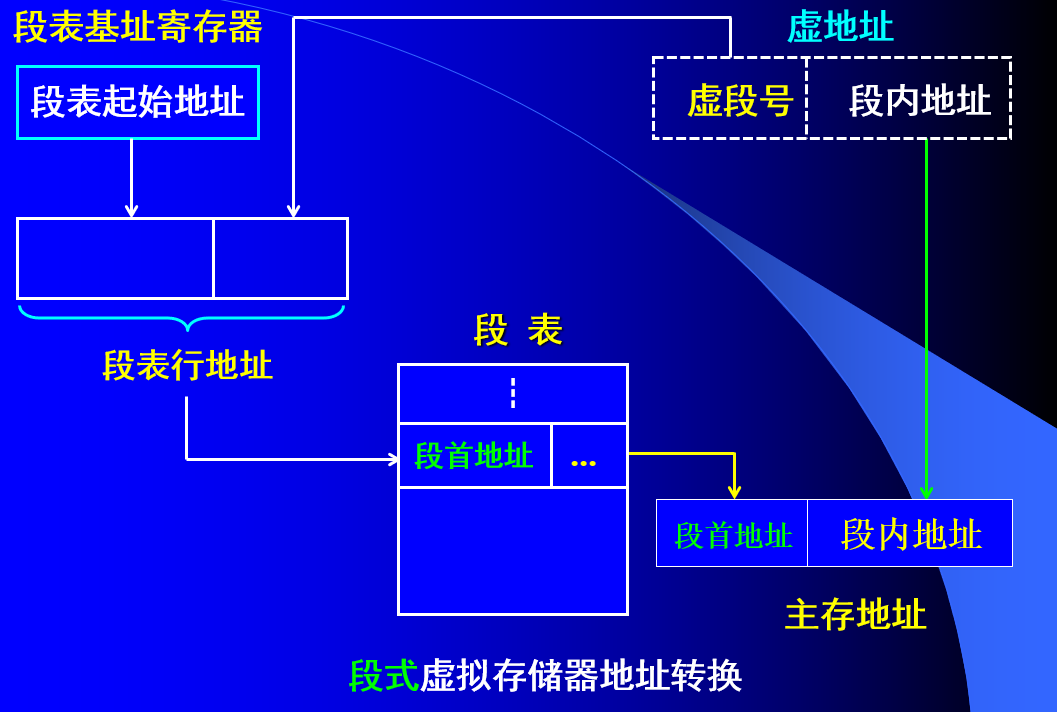 段表基址寄存器
虚地址
段表起始地址
虚段号
段内地址
段表行地址
段 表
段首地址
...
段首地址
段内地址
主存地址
段式虚拟存储器地址转换